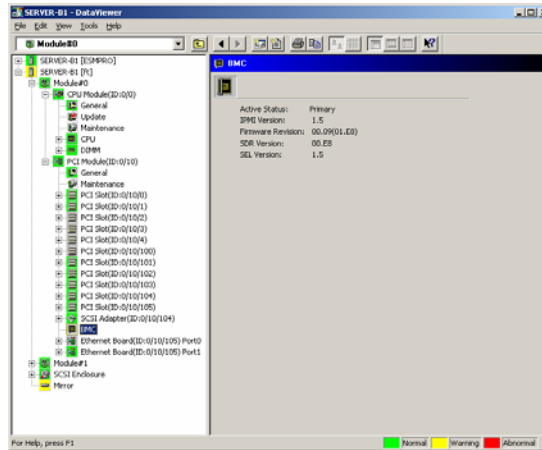 SERVER-B1 - DataViewer
File Edit View Tools Help
Module#0
SERVER-B1 [ESMPRO]
SERVER-B1 [ft]
Module#0
CPU Module(ID:0/0)
General
Update
Maintenance
CPU
DIMM
PCI Module(ID:0/10)
General
Maintenance
PCI Slot(ID:0/10/0)
PCI Slot(ID:0/10/1)
PCI Slot(ID:0/10/2)
PCI Slot(ID:0/10/3)
PCI Slot(ID:0/10/4)
PCI Slot(ID:0/10/100)
PCI Slot(ID:0/10/101)
PCI Slot(ID:0/10/102)
PCI Slot(ID:0/10/103)
PCI Slot(ID:0/10/104)
PCI Slot(ID:0/10/105)
SCSI Adapter(ID:0/10/104)
BMC
Ethernet Board(ID:0/10/105) Port0
Ethernet Board(ID:0/10/105) Port1
Module#1
SCSI Enclosure
Mirror
BMC
Active Status: Primary
IPMI Version: 1.5
Firmware Revision: 00.09(01.E8)
SDR Version: 00.E8
SEL Version: 1.5
For Help, press F1
Normal Warning Abnormal